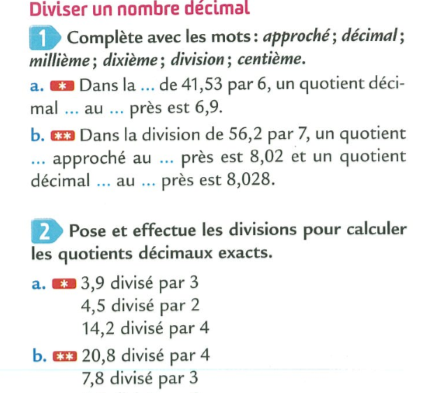 Diviser un nombre décimal
1 Complète avec les mots : approché ; décimal ;
millième ; dixième ; division ; centième.
a. * Dans la ... de 41,53 par 6, un quotient déci-
mal ... au ... près est 6,9.
b. ** Dans la division de 56,2 par 7, un quotient
... approché au ... près est 8,02 et un quotient
décimal ... au ... près est 8,028.
2 Pose et effectue les divisions pour calculer
les quotients décimaux exacts.
a. * 3,9 divisé par 3
4,5 divisé par 2
14,2 divisé par 4
b. ** 20,8 divisé par 4
7,8 divisé par 3